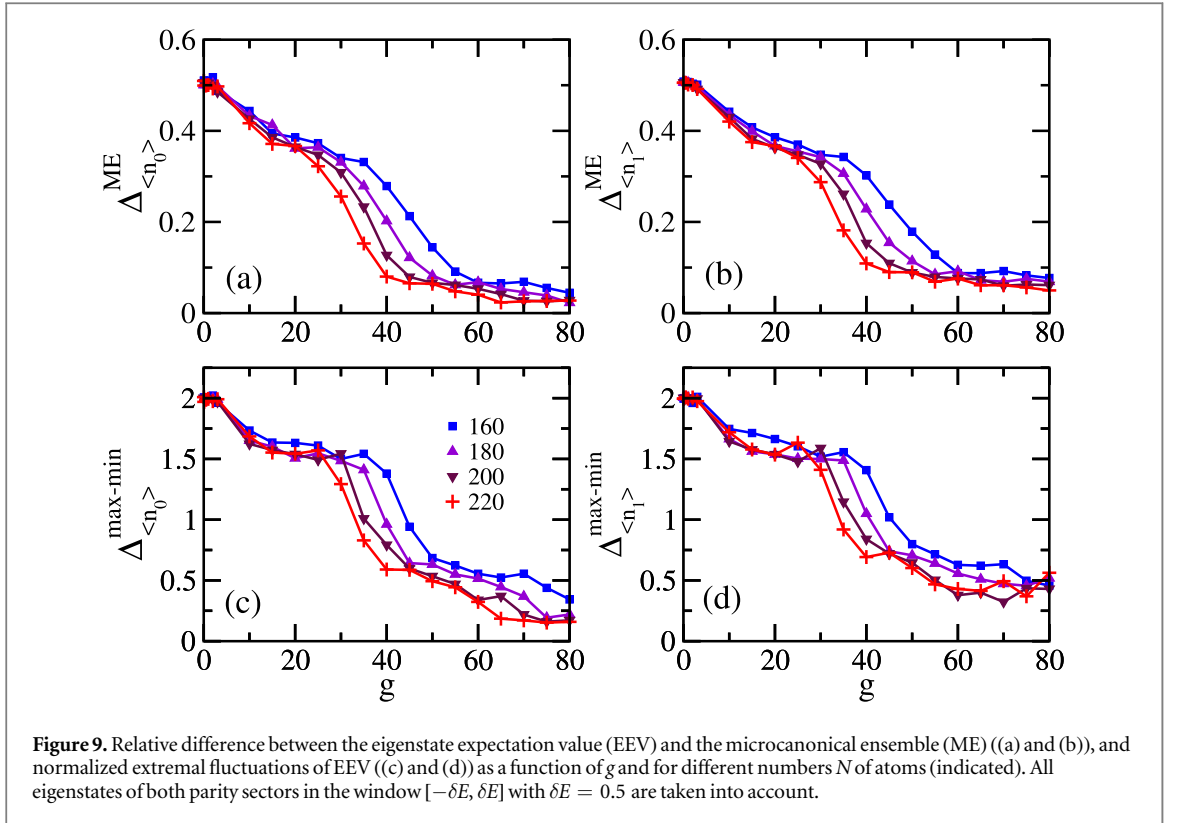 0.6
0.4
0.2
0
Δ^{ME}_{<n_0>}
(a)
0 20 40 60 80
0.6
0.4
0.2
0
Δ^{ME}_{<n_1>}
(b)
0 20 40 60 80
2
1.5
1
0.5
0
Δ^{max-min}_{<n_0>}
160
180
200
220
(c)
0 20 40 60 80
g
2
1.5
1
0.5
0
Δ^{max-min}_{<n_1>}
(d)
0 20 40 60 80
g
Figure 9. Relative difference between the eigenstate expectation value (EEV) and the microcanonical ensemble (ME) ((a) and (b)), and
normalized extremal fluctuations of EEV ((c) and (d)) as a function of g and for different numbers N of atoms (indicated). All
eigenstates of both parity sectors in the window [−δE, δE] with δE = 0.5 are taken into account.